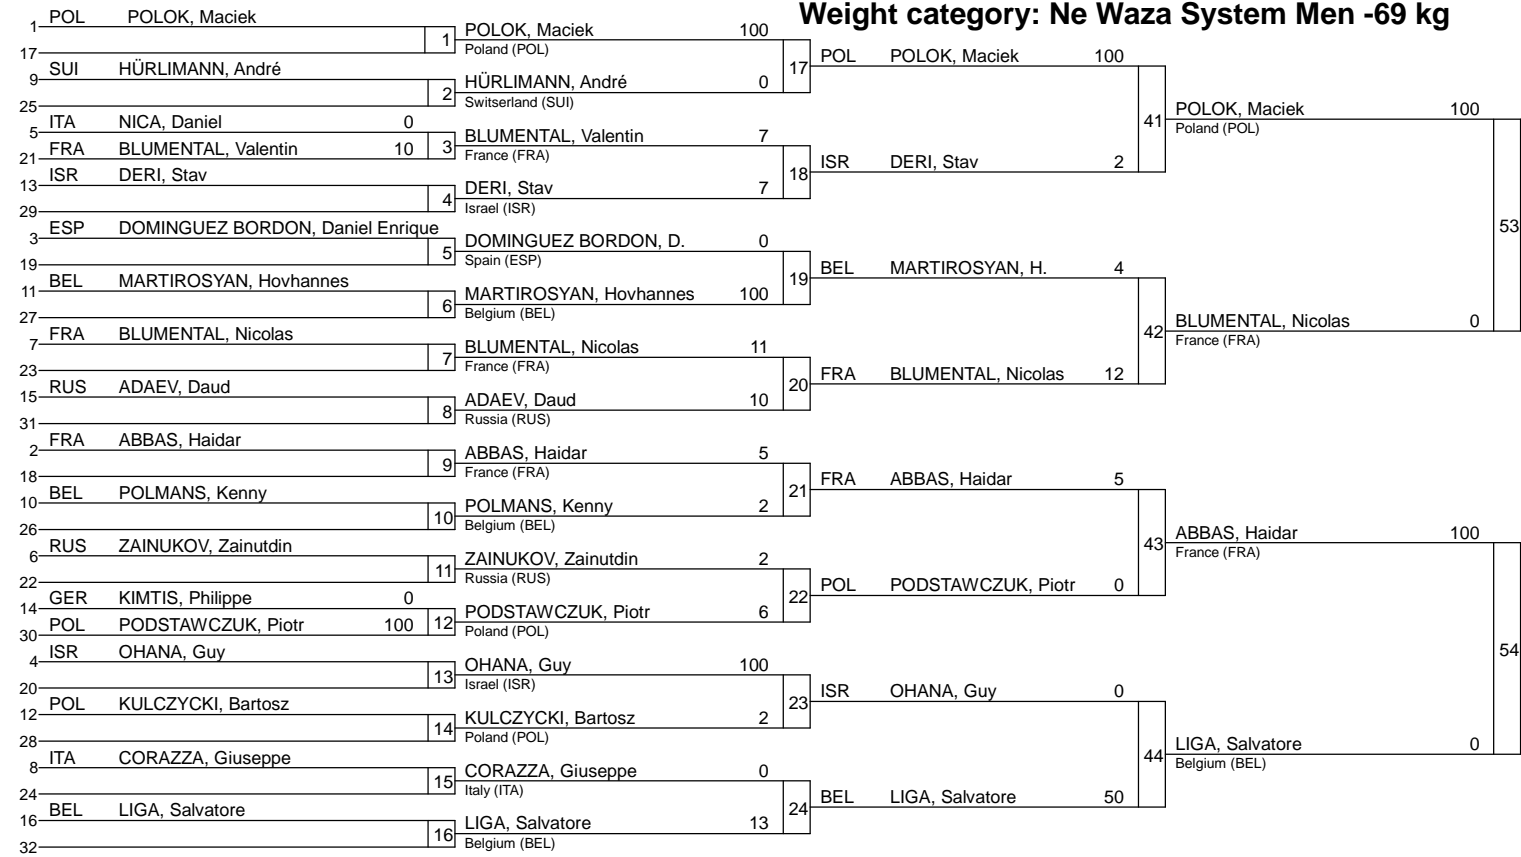 Weight category: Ne Waza System Men -69 kg
1 POL POLOK, Maciek
17
1
9 SUI HÜRLIMANN, André
25
2
5 ITA NICA, Daniel 0
21 FRA BLUMENTAL, Valentin 10
3
13 ISR DERI, Stav
29
4
3 ESP DOMINGUEZ BORDON, Daniel Enrique
19
5
11 BEL MARTIROSYAN, Hovhannes
27
6
7 FRA BLUMENTAL, Nicolas
23
7
15 RUS ADAEV, Daud
31
8
2 FRA ABBAS, Haidar
18
9
10 BEL POLMANS, Kenny
26
10
6 RUS ZAINUKOV, Zainutdin
22
11
14 GER KIMTIS, Philippe 0
30 POL PODSTAWCZUK, Piotr 100
12
4 ISR OHANA, Guy
20
13
12 POL KULCZYCKI, Bartosz
28
14
8 ITA CORAZZA, Giuseppe
24
15
16 BEL LIGA, Salvatore
32
16
POLOK, Maciek 100
Poland (POL)
17
HÜRLIMANN, André 0
Switserland (SUI)
BLUMENTAL, Valentin 7
France (FRA)
18
DERI, Stav 7
Israel (ISR)
DOMINGUEZ BORDON, D. 0
Spain (ESP)
19
MARTIROSYAN, Hovhannes 100
Belgium (BEL)
BLUMENTAL, Nicolas 11
France (FRA)
20
ADAEV, Daud 10
Russia (RUS)
ABBAS, Haidar 5
France (FRA)
21
POLMANS, Kenny 2
Belgium (BEL)
ZAINUKOV, Zainutdin 2
Russia (RUS)
22
PODSTAWCZUK, Piotr 6
Poland (POL)
OHANA, Guy 100
Israel (ISR)
23
KULCZYCKI, Bartosz 2
Poland (POL)
CORAZZA, Giuseppe 0
Italy (ITA)
24
LIGA, Salvatore 13
Belgium (BEL)
POL POLOK, Maciek 100
41
ISR DERI, Stav 2
BEL MARTIROSYAN, H. 4
42
FRA BLUMENTAL, Nicolas 12
FRA ABBAS, Haidar 5
43
POL PODSTAWCZUK, Piotr 0
ISR OHANA, Guy 0
44
BEL LIGA, Salvatore 50
POLOK, Maciek 100
Poland (POL)
53
BLUMENTAL, Nicolas 0
France (FRA)
ABBAS, Haidar 100
France (FRA)
54
LIGA, Salvatore 0
Belgium (BEL)